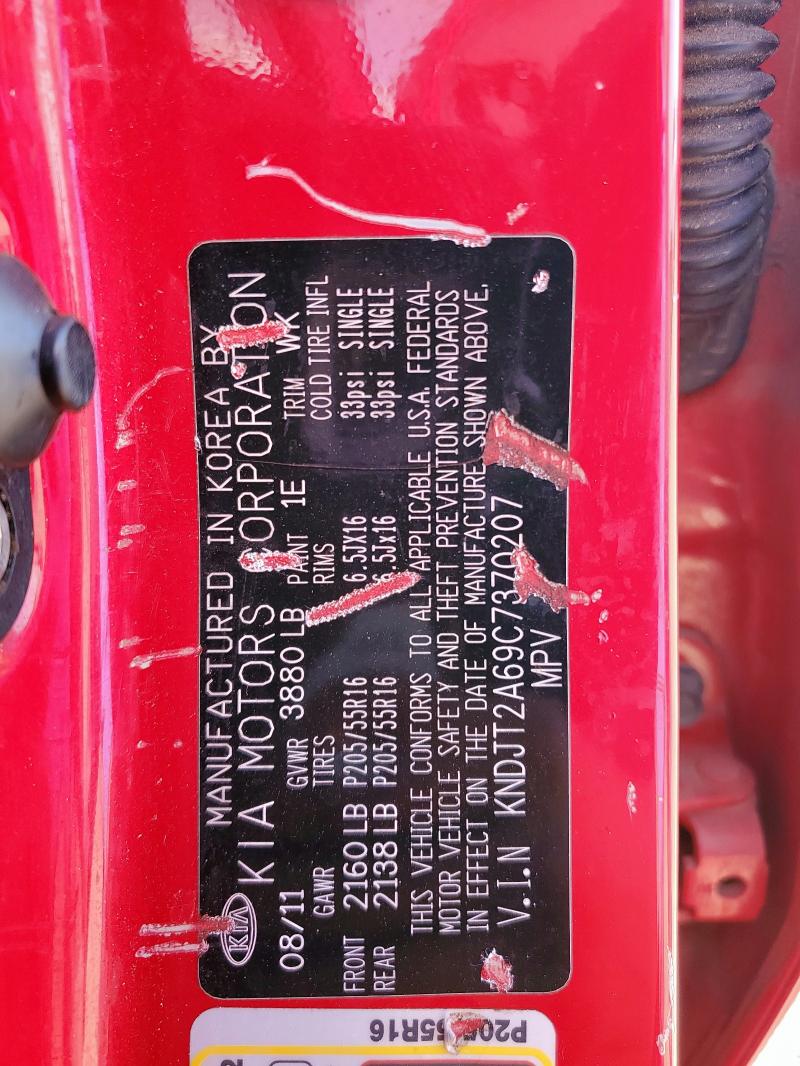 MANUFACTURED IN KOREA BY
KIA KIA MOTORS CORPORATION
08/11 GVWR 3880 LB PAINT 1E TRIM WK
GAWR TIRES RIMS COLD TIRE INFL
FRONT 2160 LB P205/55R16 6.5JX16 33psi SINGLE
REAR 2138 LB P205/55R16 6.5Jx16 33psi SINGLE
THIS VEHICLE CONFORMS TO ALL APPLICABLE U.S.A. FEDERAL
MOTOR VEHICLE SAFETY AND THEFT PREVENTION STANDARDS
IN EFFECT ON THE DATE OF MANUFACTURE SHOWN ABOVE.
V.I.N KNDJT2A69C7370207
MPV
P205/55R16